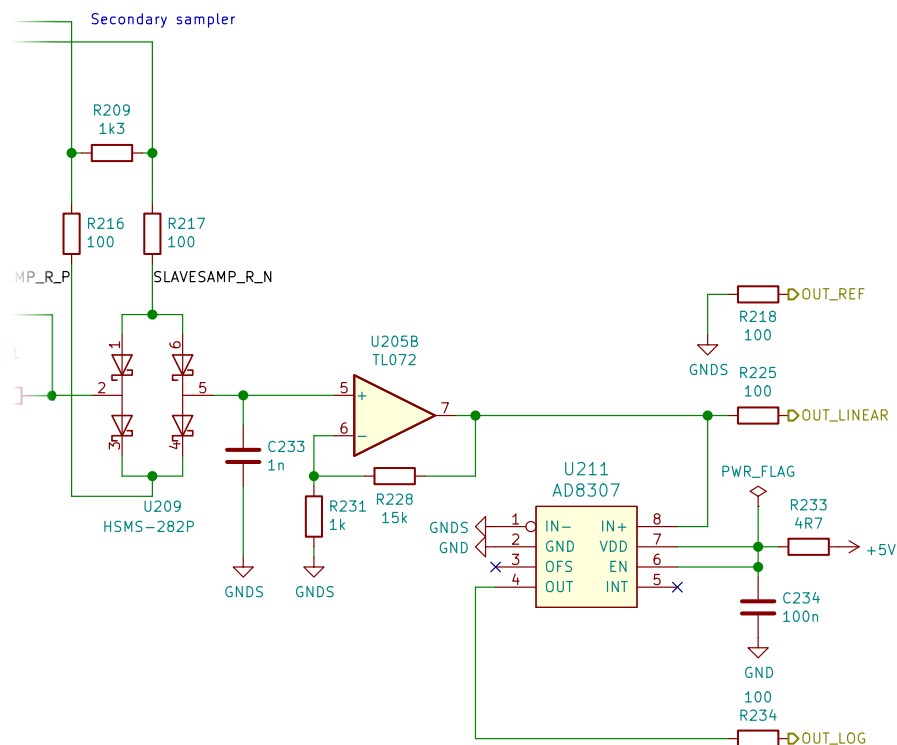 Secondary sampler
R209
1k3
R216
100
R217
100
MP_R_P
SLAVESAMP_R_N
OUT_REF
R218
100
GNDS
U205B
TL072
R225
100
OUT_LINEAR
1
6
2
5
3
4
U209
HSMS-282P
5
+
6
−
7
C233
1n
R231
1k
R228
15k
GNDS
GNDS
U211
AD8307
GNDS
GND
1
2
3
4
IN-
GND
OFS
OUT
IN+
VDD
EN
INT
8
7
6
5
PWR_FLAG
R233
4R7
+5V
C234
100n
GND
100
R234
OUT_LOG